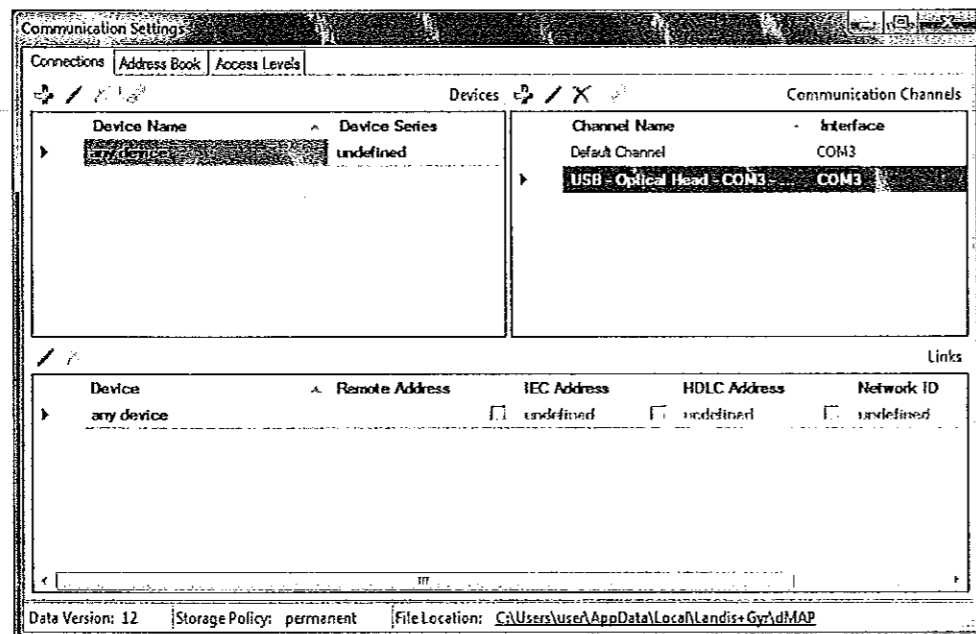 Communication Settings
Connections Address Book Access Levels
Devices
Communication Channels
Device Name Device Series
any device undefined
Channel Name Interface
Default Channel COM3
USB - Optical Head - COM3 - ... COM3
Links
Device Remote Address IEC Address HDLC Address Network ID
any device undefined undefined undefined
Data Version: 12 Storage Policy: permanent File Location: C:\Users\user\AppData\Local\Landis+Gyr\dMAP